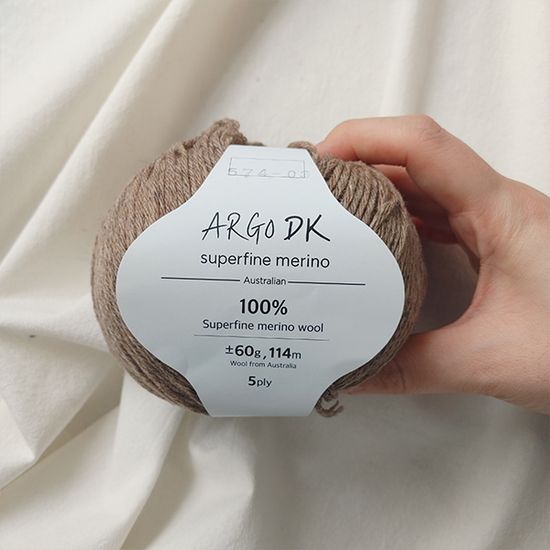 ARGO DK
superfine merino
Australian
100%
Superfine merino wool
±60g, 114m
Wool from Australia
5ply